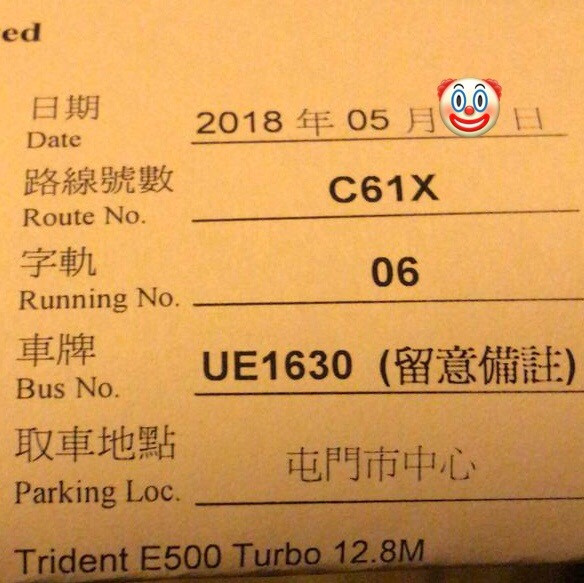 ed
日期 2018 年 05 月 日
Date
路線號數 C61X
Route No.
字軌 06
Running No.
車牌 UE1630 (留意備註)
Bus No.
取車地點 屯門市中心
Parking Loc.
Trident E500 Turbo 12.8M